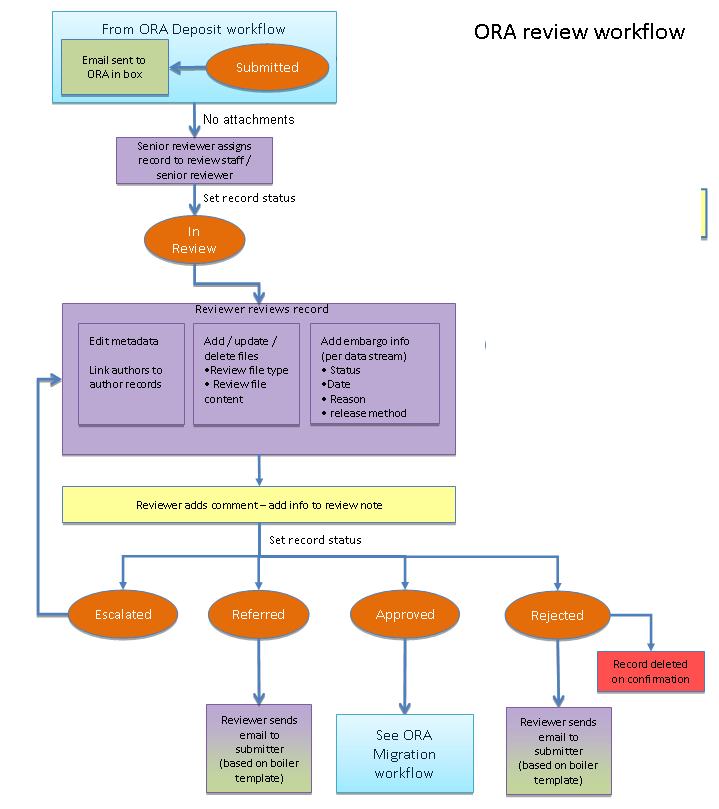 ORA review workflow
From ORA Deposit workflow
Email sent to
ORA in box
Submitted
No attachments
Senior reviewer assigns
record to review staff /
senior reviewer
Set record status
In
Review
Reviewer reviews record
Edit metadata
Link authors to
author records
Add / update /
delete files
•Review file type
• Review file
content
Add embargo info
(per data stream)
• Status
•Date
• Reason
• release method
Reviewer adds comment – add info to review note
Set record status
Escalated
Referred
Approved
Rejected
Record deleted
on confirmation
Reviewer sends
email to
submitter
(based on boiler
template)
See ORA
Migration
workflow
Reviewer sends
email to
submitter
(based on boiler
template)